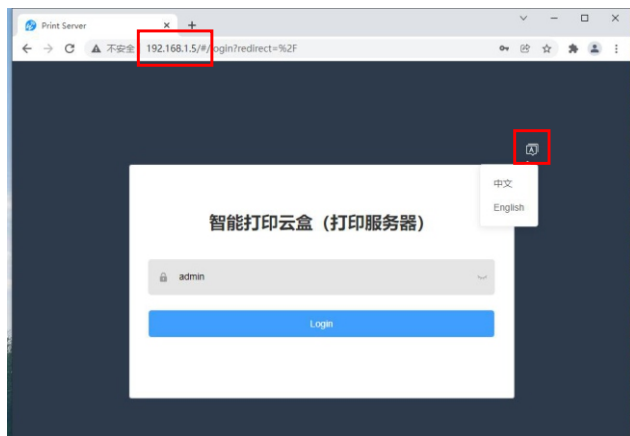 Print Server
不安全 192.168.1.5/#/login?redirect=%2F
中文
English
智能打印云盒（打印服务器）
admin
Login